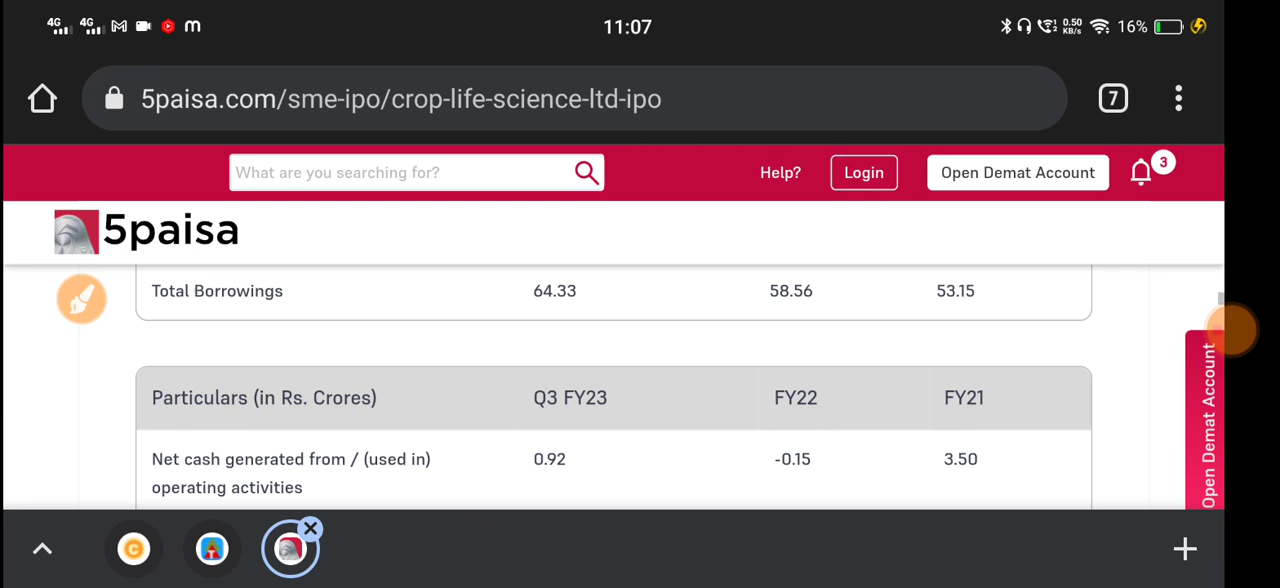 4G 4G M m 11:07 2 0.50 KB/s 16%
5paisa.com/sme-ipo/crop-life-science-ltd-ipo 7
What are you searching for? Help? Login Open Demat Account 3
5paisa
Total Borrowings 64.33 58.56 53.15
Particulars (in Rs. Crores) Q3 FY23 FY22 FY21
Net cash generated from / (used in) 0.92 -0.15 3.50
operating activities
Open Demat Account